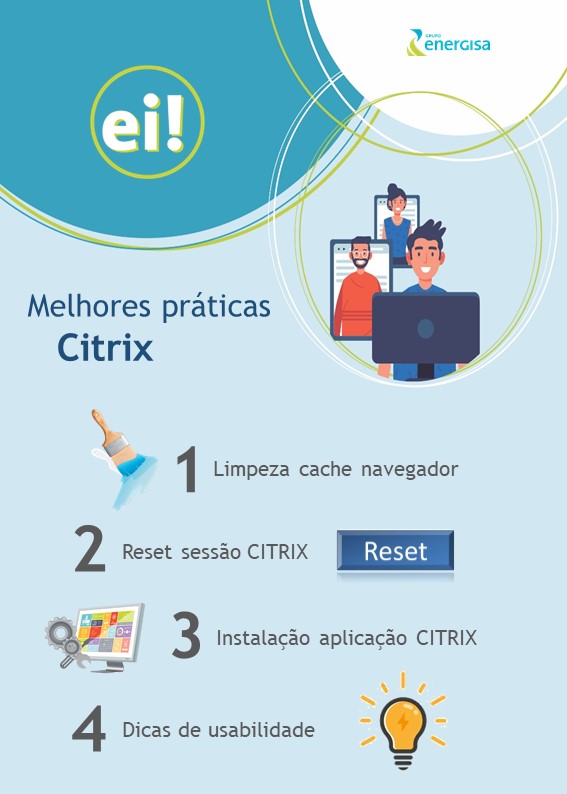 GRUPO
energisa
ei!
Melhores práticas
Citrix
1 Limpeza cache navegador
2 Reset sessão CITRIX Reset
3 Instalação aplicação CITRIX
4 Dicas de usabilidade